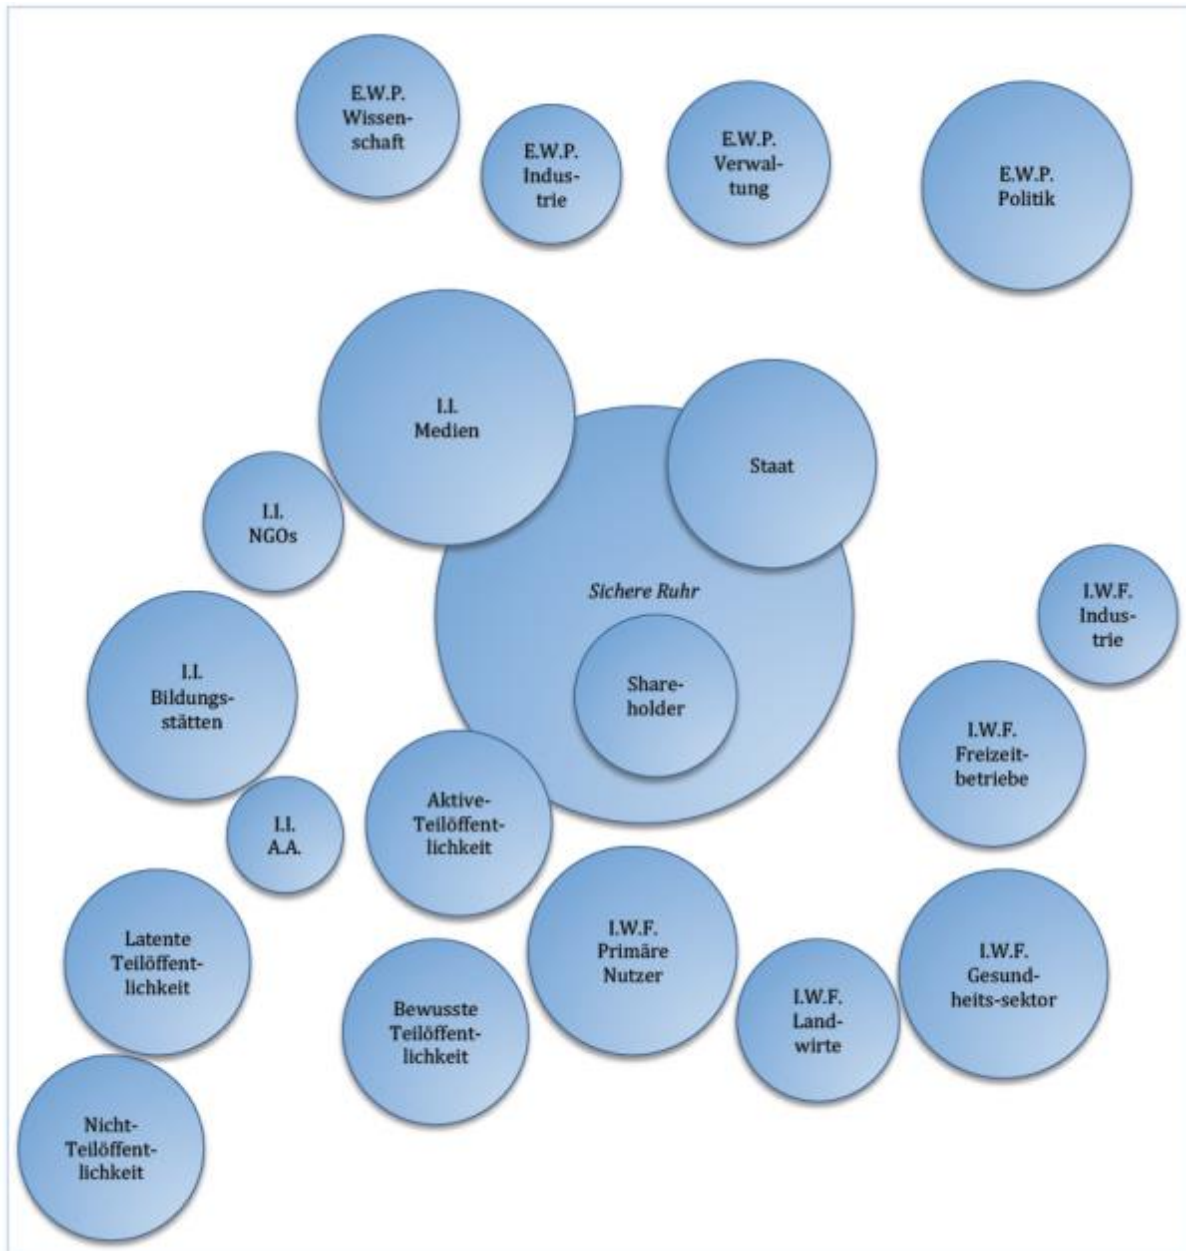 E.W.P.
Wissen-
schaft
E.W.P.
Indus-
trie
E.W.P.
Verwal-
tung
E.W.P.
Politik
I.I.
Medien
Staat
I.I.
NGOs
Sichere Ruhr
I.W.F.
Indus-
trie
I.I.
Bildungs-
stätten
Share-
holder
I.W.F.
Freizeit-
betriebe
I.I.
A.A.
Aktive-
Teilöffent-
lichkeit
Latente
Teilöffent-
lichkeit
I.W.F.
Primäre
Nutzer
I.W.F.
Gesund-
heits-sektor
Bewusste
Teilöffent-
lichkeit
I.W.F.
Land-
wirte
Nicht-
Teilöffent-
lichkeit